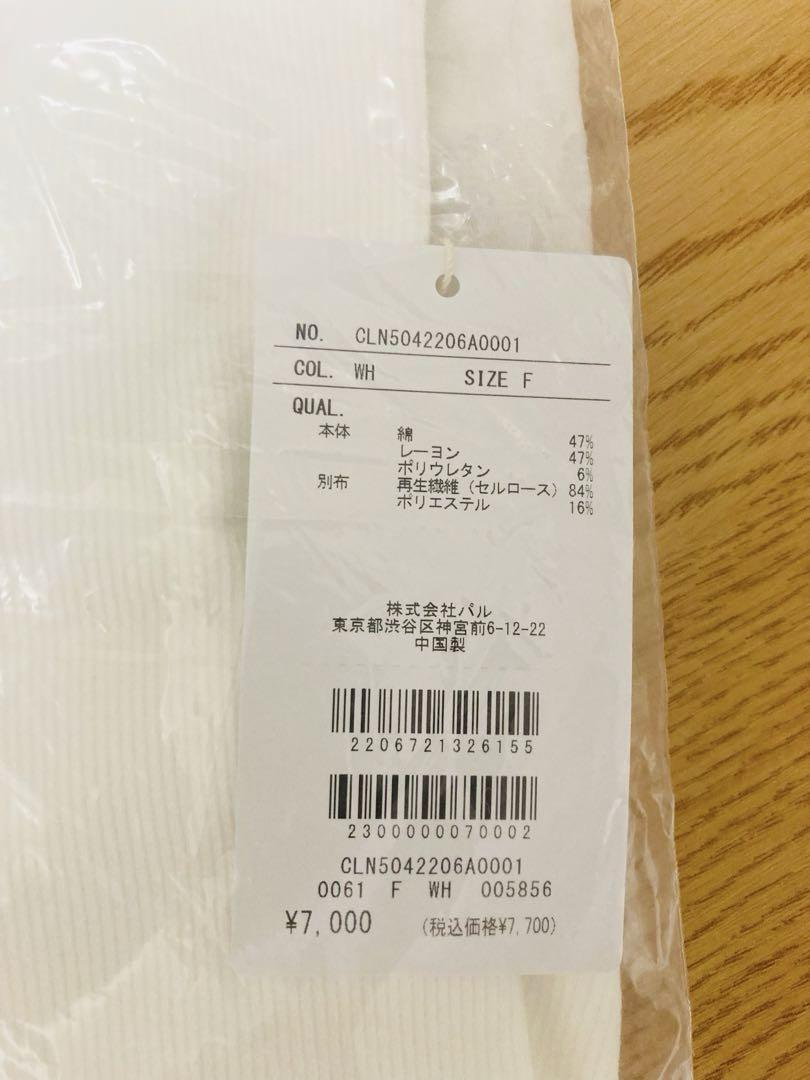 NO. CLN5042206A0001
COL. WH SIZE F
QUAL.
本体 綿 47%
レーヨン 47%
ポリウレタン 6%
別布 再生繊維(セルロース) 84%
ポリエステル 16%
株式会社パル
東京都渋谷区神宮前6-12-22
中国製
2206721326155
2300000070002
CLN5042206A0001
0061 F WH 005856
¥7,000 (税込価格¥7,700)